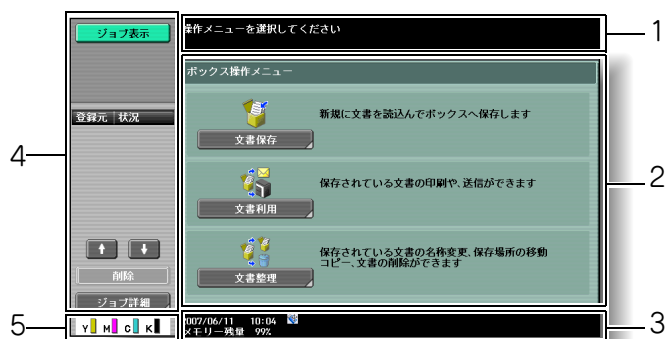 ジョブ表示
操作メニューを選択してください
1
ボックス操作メニュー
登録元 状況
新規に文書を読込んでボックスへ保存します
文書保存
4
2
保存されている文書の印刷や、送信ができます
文書利用
保存されている文書の名称変更、保存場所の移動
コピー、文書の削除ができます
文書整理
削除
ジョブ詳細
5
Y M C K
2007/06/11 10:04
メモリー残量 99%
3